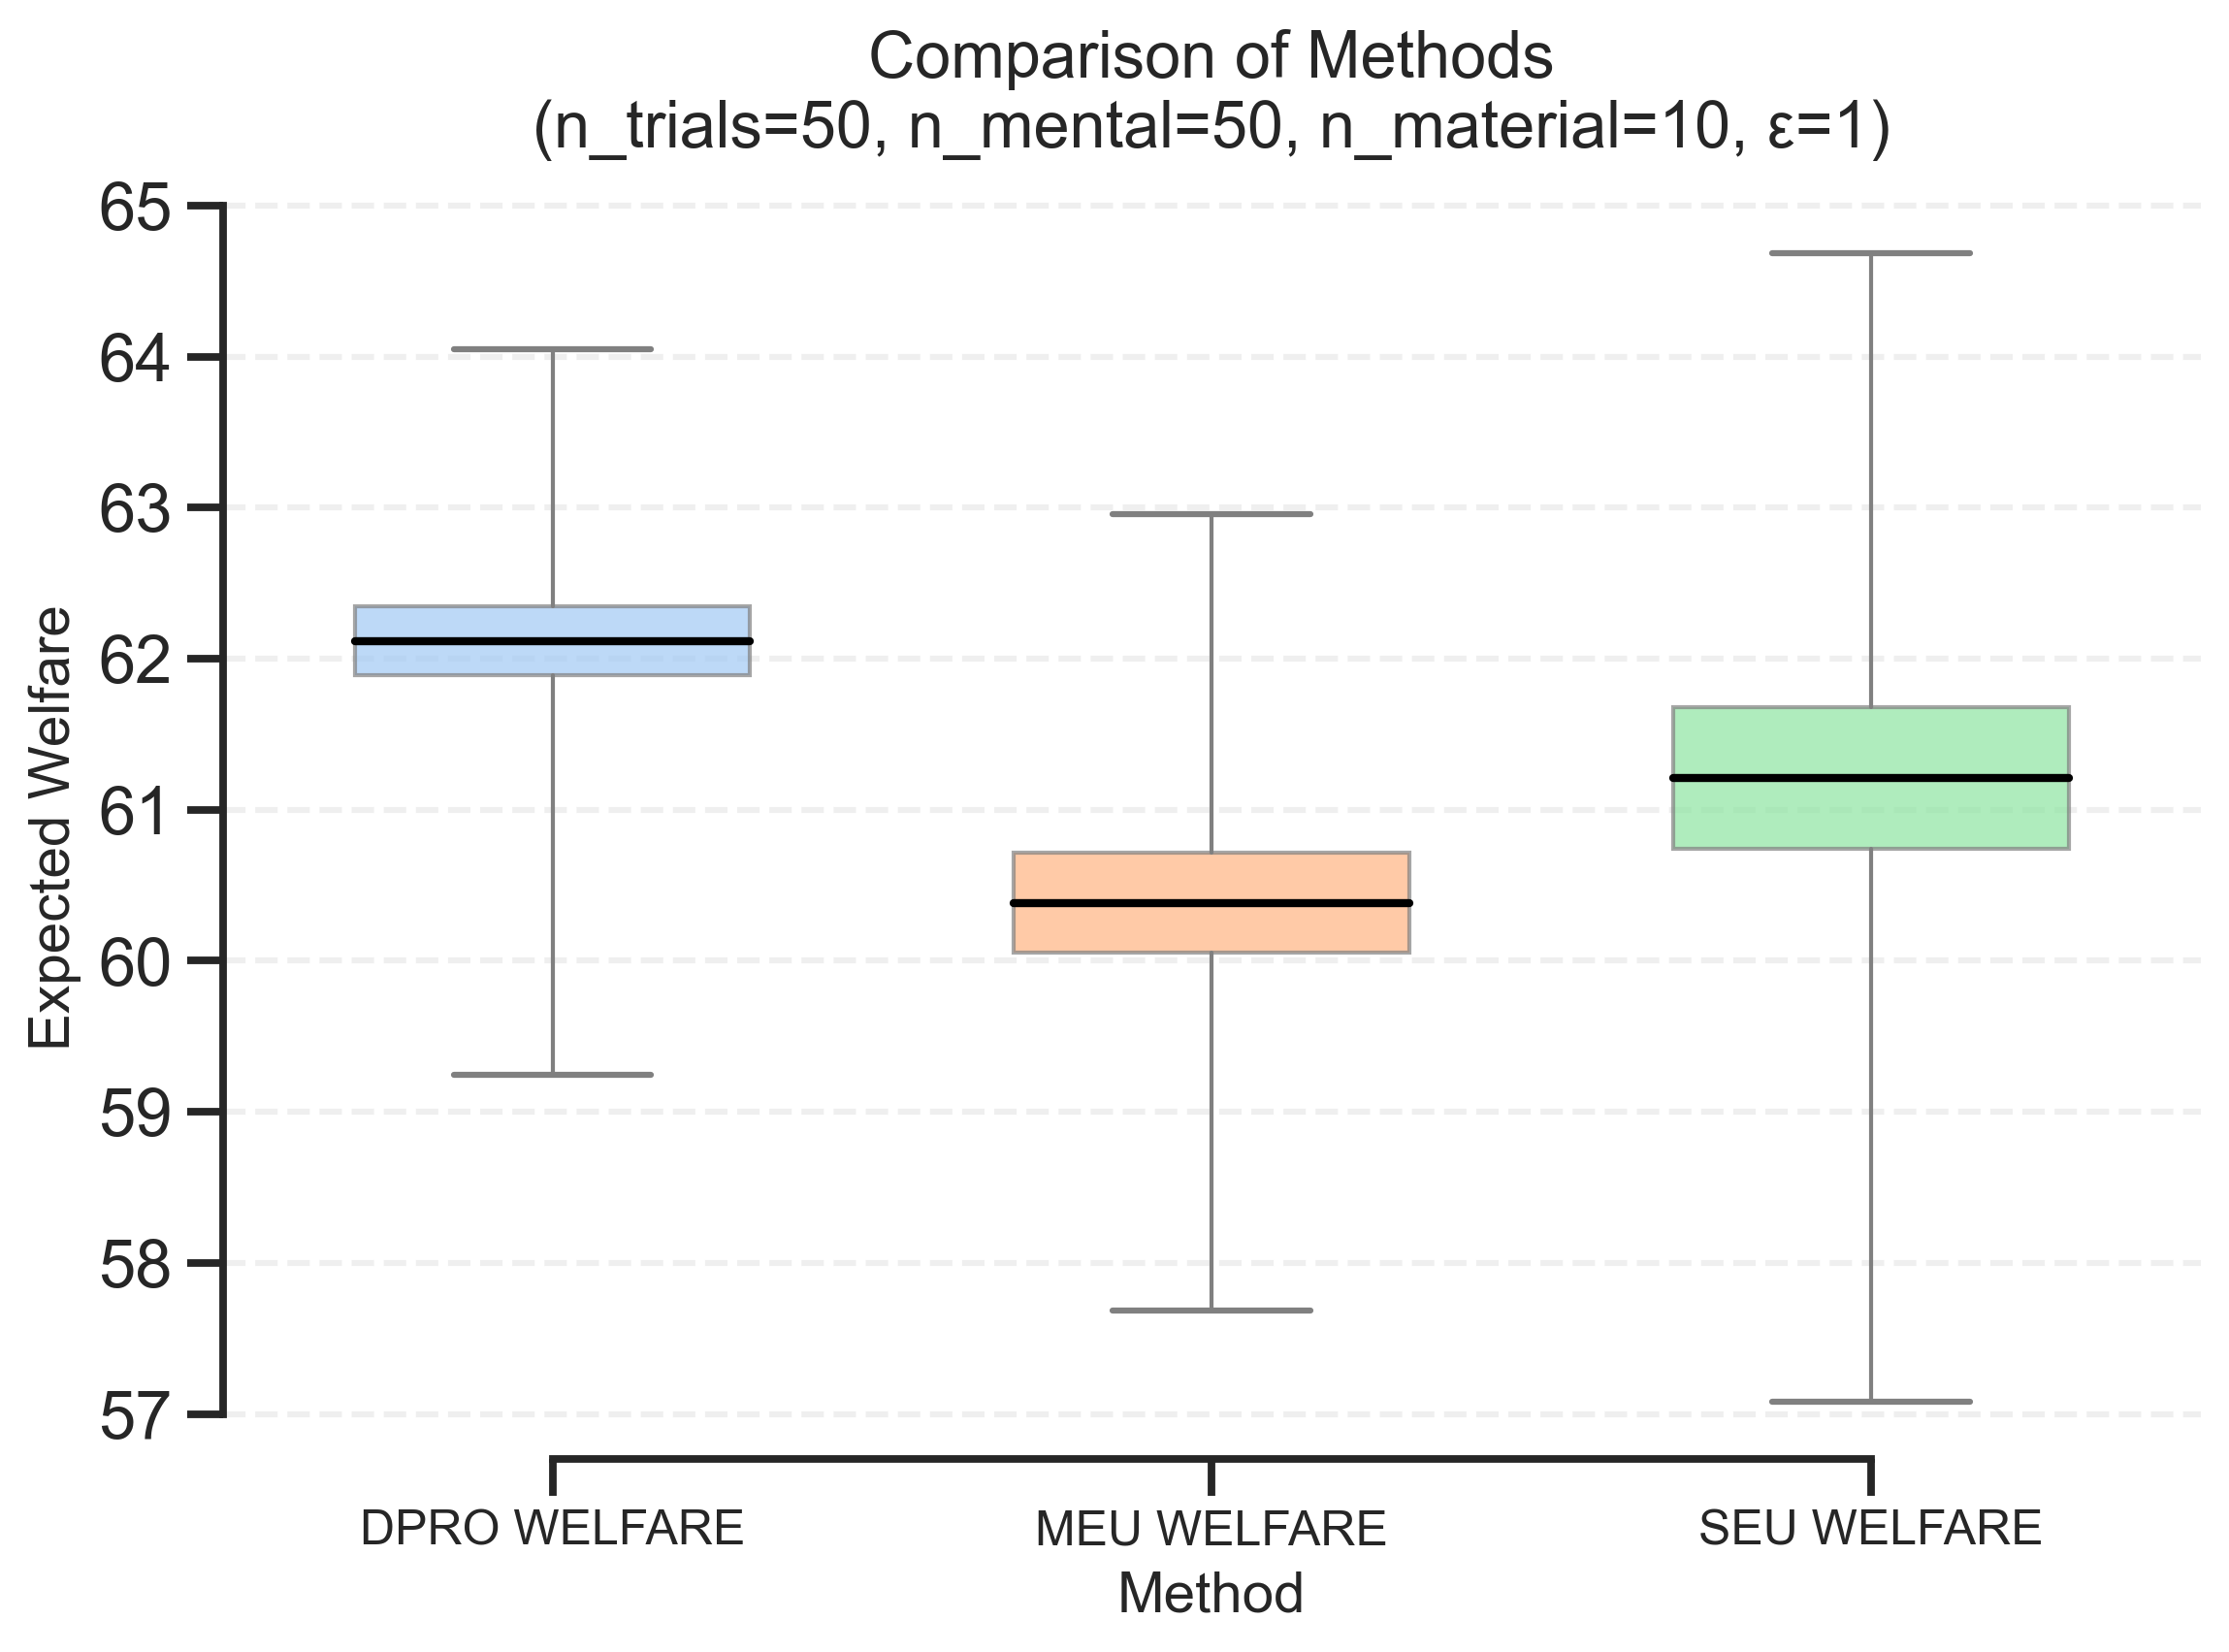 Comparison of Methods
(n_trials=50, n_mental=50, n_material=10, ε=1)
65
64
63
62
61
60
59
58
57
Expected Welfare
DPRO WELFARE
MEU WELFARE
SEU WELFARE
Method